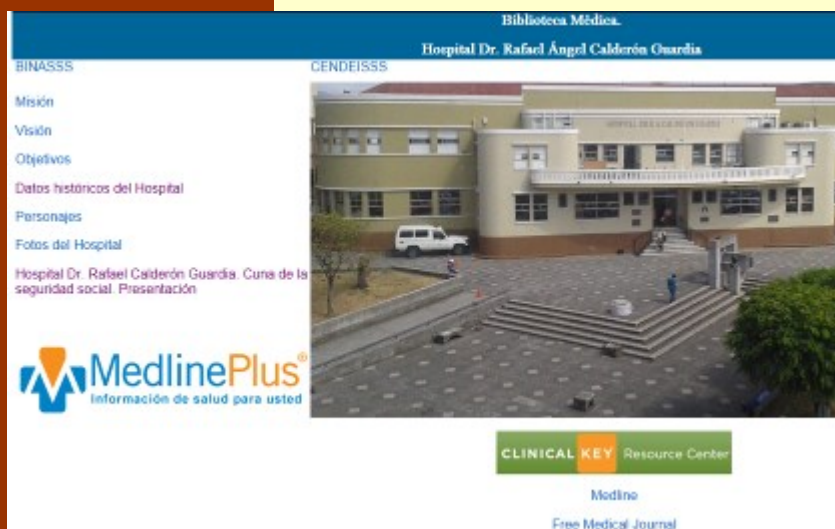 Biblioteca Médica.
Hospital Dr. Rafael Ángel Calderón Guardia
BINASSS
CENDEISSS
Misión
Visión
Objetivos
Datos históricos del Hospital
Personajes
Fotos del Hospital
Hospital Dr. Rafael Calderón Guardia. Cuna de la
seguridad social. Presentación
MedlinePlus®
Información de salud para usted
CLINICAL KEY Resource Center
Medline
Free Medical Journal